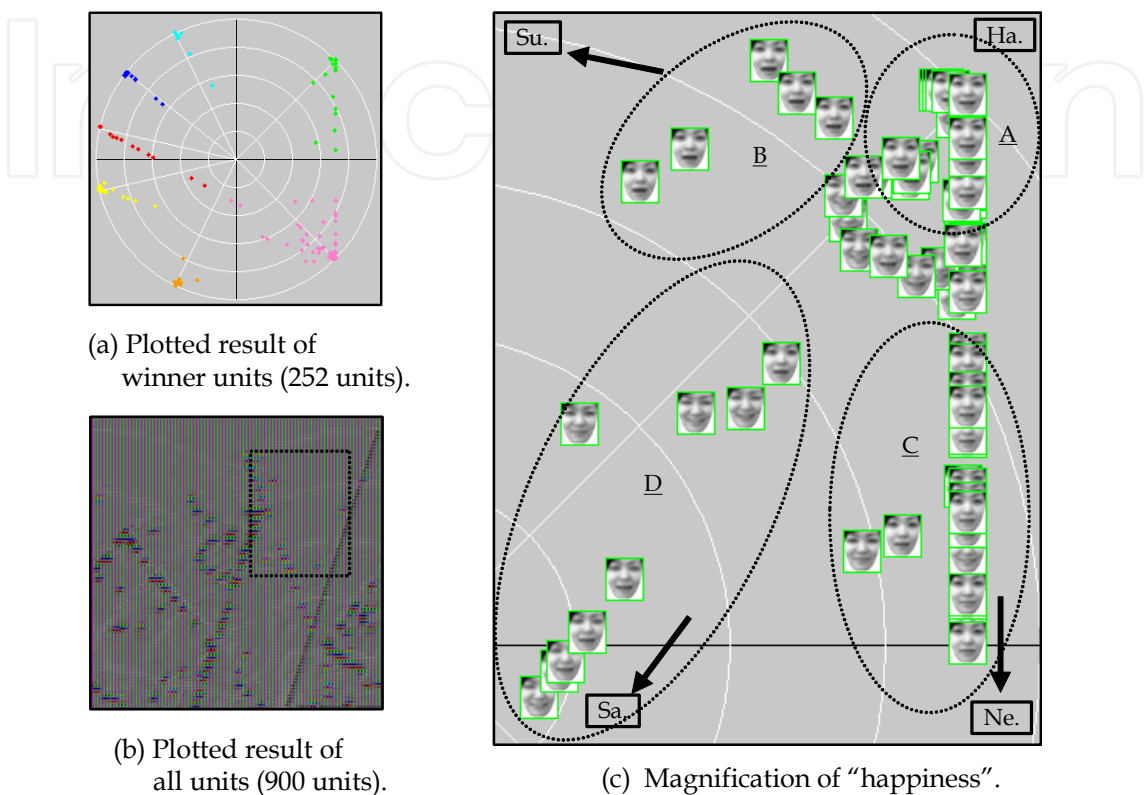 Su.
Ha.
A
B
C
D
Sa.
Ne.
(a) Plotted result of
winner units (252 units).
(b) Plotted result of
all units (900 units).
(c) Magnification of “happiness”.